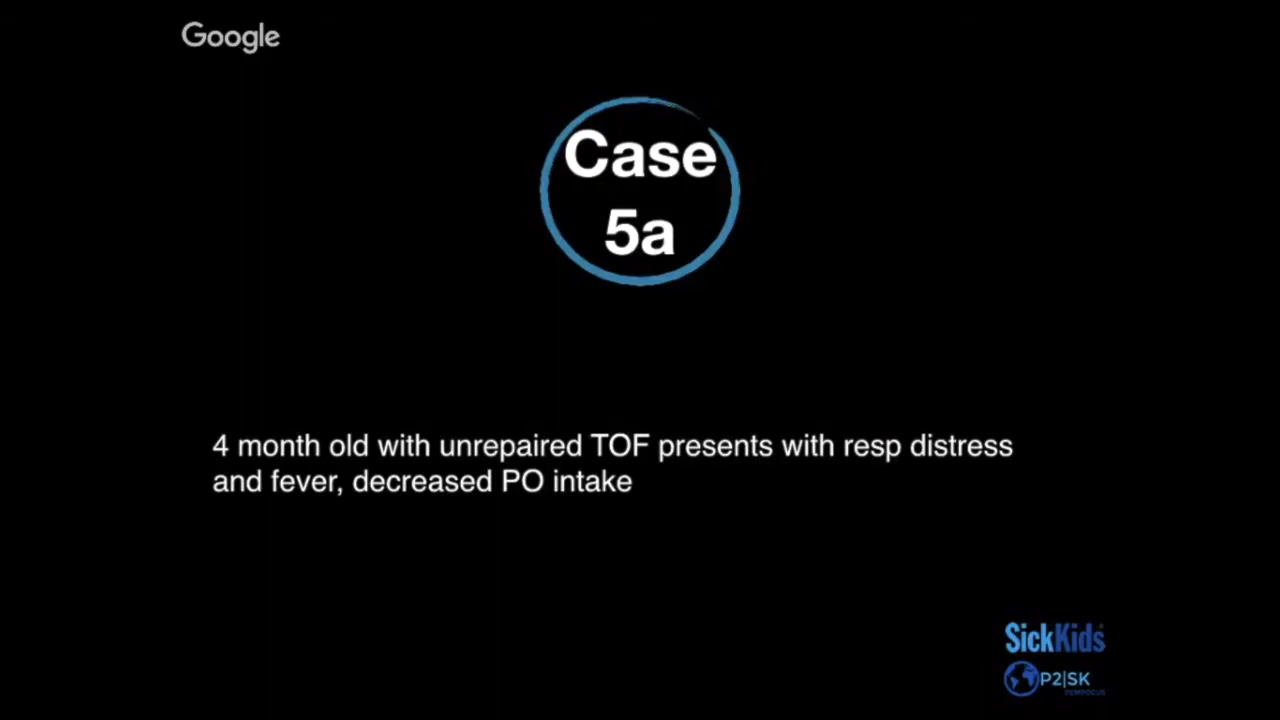 Google
Case
5a
4 month old with unrepaired TOF presents with resp distress
and fever, decreased PO intake
SickKids
P2|SK
PEMPOCUS